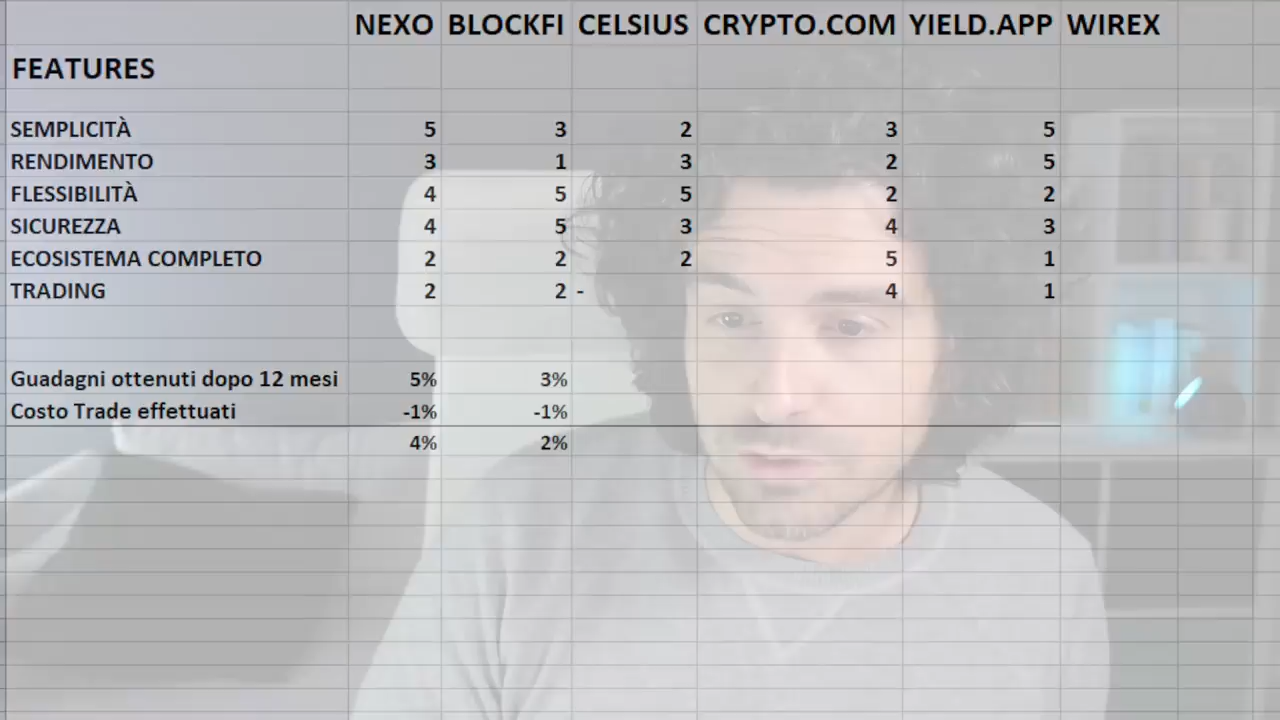 NEXO BLOCKFI CELSIUS CRYPTO.COM YIELD.APP WIREX
FEATURES
SEMPLICITÀ 5 3 2 3 5
RENDIMENTO 3 1 3 2 5
FLESSIBILITÀ 4 5 5 2 2
SICUREZZA 4 5 3 4 3
ECOSISTEMA COMPLETO 2 2 2 5 1
TRADING 2 2 - 4 1
Guadagni ottenuti dopo 12 mesi 5% 3%
Costo Trade effettuati -1% -1%
4% 2%